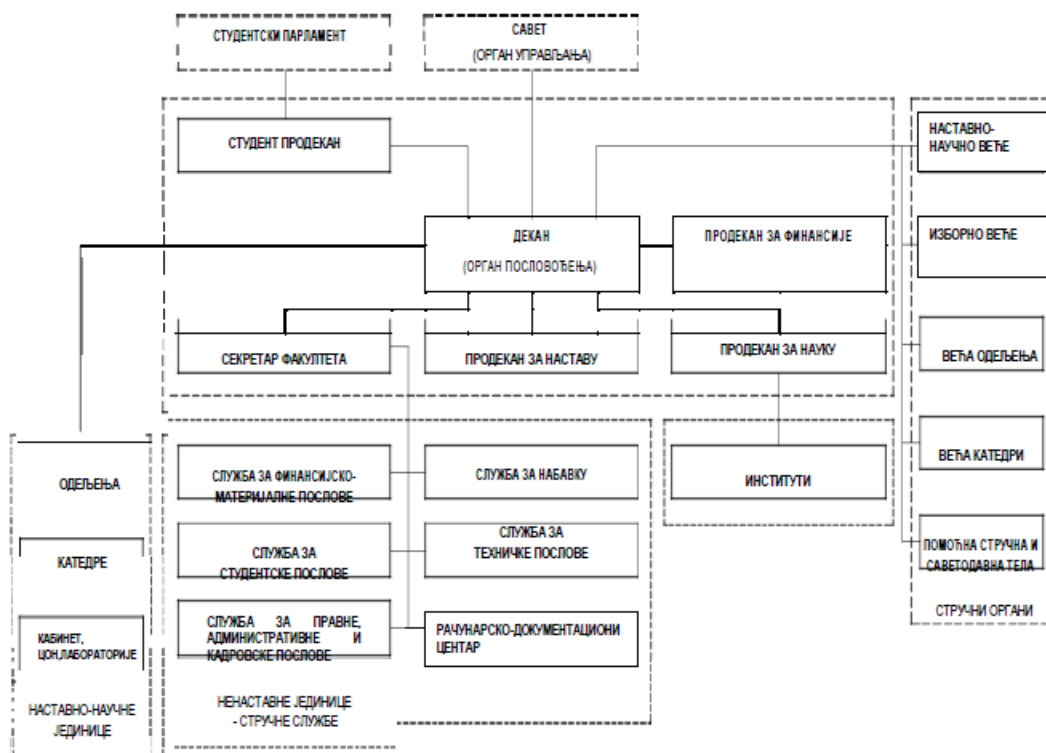 СТУДЕНТСКИ ПАРЛАМЕНТ
САВЕТ
(ОРГАН УПРАВЉАЊА)
СТУДЕНТ ПРОДЕКАН
НАСТАВНО-
НАУЧНО ВЕЋЕ
ДЕКАН
(ОРГАН ПОСЛОВОЂЕЊА)
ПРОДЕКАН ЗА ФИНАНСИЈЕ
ИЗБОРНО ВЕЋЕ
СЕКРЕТАР ФАКУЛТЕТА
ПРОДЕКАН ЗА НАСТАВУ
ПРОДЕКАН ЗА НАУКУ
ВЕЋА ОДЕЉЕЊА
ОДЕЉЕЊА
СЛУЖБА ЗА ФИНАНСИЈСКО-
МАТЕРИЈАЛНЕ ПОСЛОВЕ
СЛУЖБА ЗА НАБАВКУ
ИНСТИТУТИ
ВЕЋА КАТЕДРИ
КАТЕДРЕ
СЛУЖБА ЗА
СТУДЕНТСКЕ ПОСЛОВЕ
СЛУЖБА ЗА
ТЕХНИЧКЕ ПОСЛОВЕ
ПОМОЋНА СТРУЧНА И
САВЕТОДАВНА ТЕЛА
СТРУЧНИ ОРГАНИ
КАБИНЕТ,
ЦОН,ЛАБОРАТОРИЈЕ
СЛУЖБА ЗА ПРАВНЕ,
АДМИНИСТРАТИВНЕ И
КАДРОВСКЕ ПОСЛОВЕ
РАЧУНАРСКО-ДОКУМЕНТАЦИОНИ
ЦЕНТАР
НАСТАВНО-НАУЧНЕ
ЈЕДИНИЦЕ
НЕНАСТАВНЕ ЈЕДИНИЦЕ
- СТРУЧНЕ СЛУЖБЕ